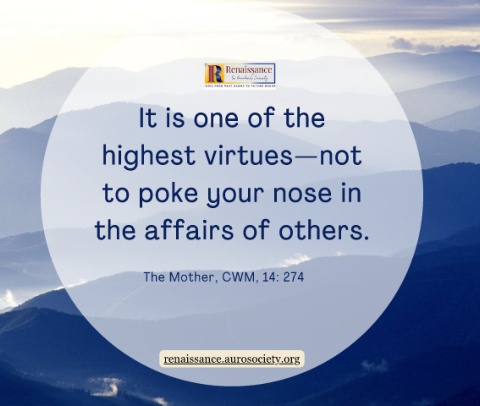 Renaissance
It is one of the
highest virtues—not
to poke your nose in
the affairs of others.
The Mother, CWM, 14: 274
renaissance.aurosociety.org